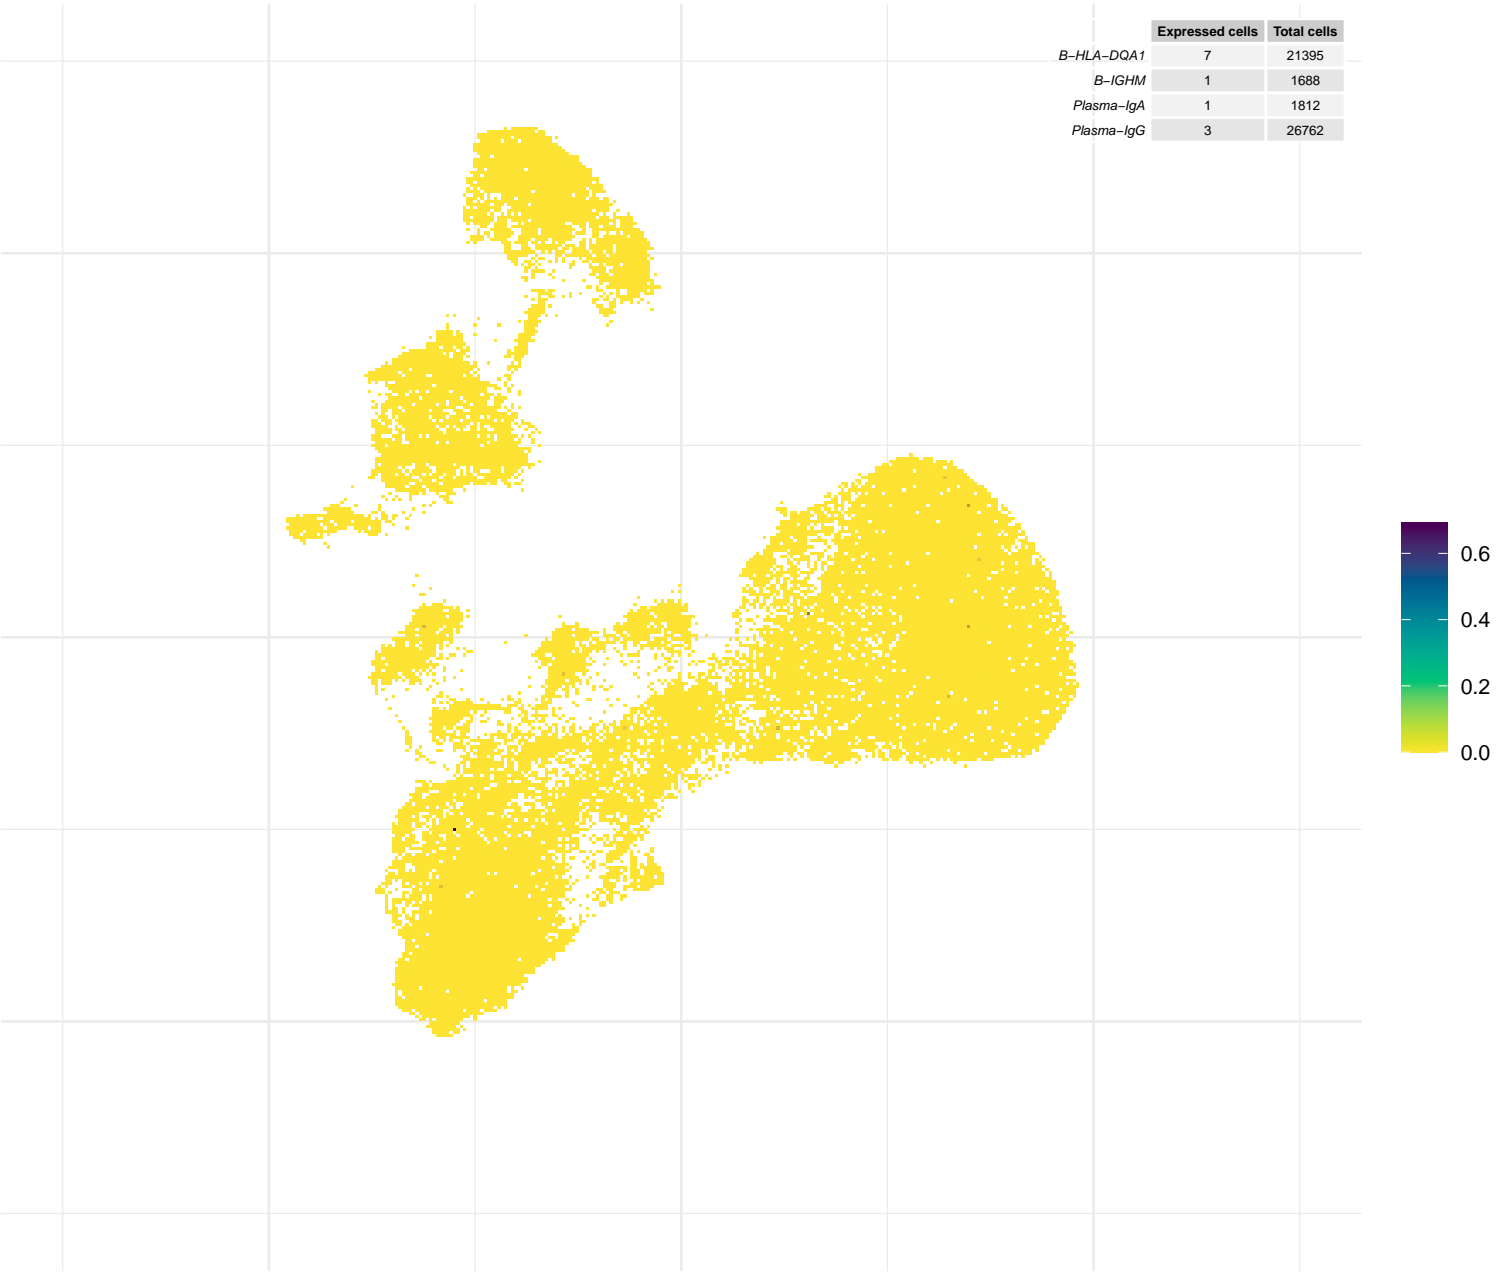 Expressed cells Total cells
B−HLA−DQA1 7 21395
B−IGHM 1 1688
Plasma−IgA 1 1812
Plasma−IgG 3 26762
0.6
0.4
0.2
0.0